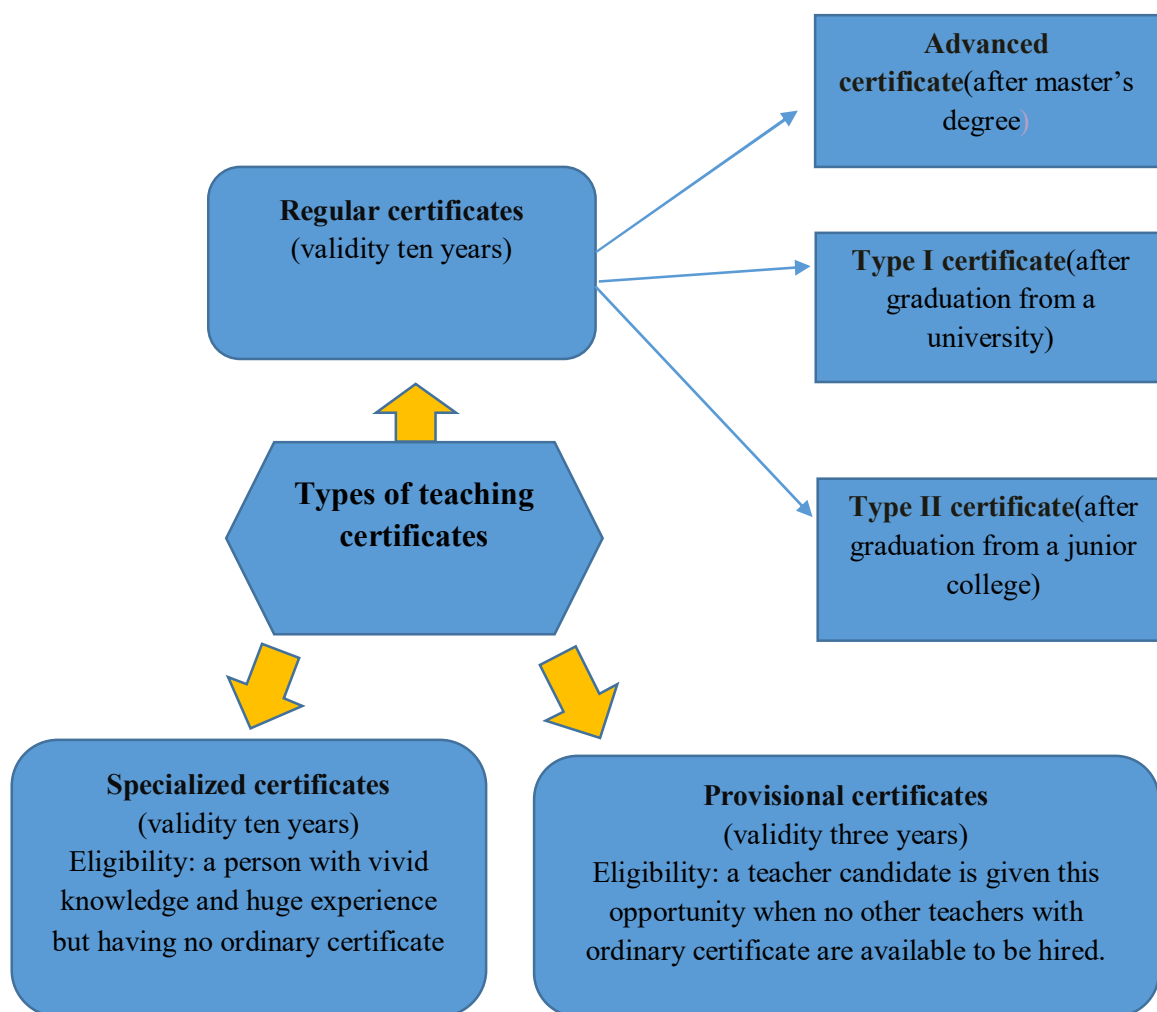 Advanced
certificate(after master’s
degree)
Regular certificates
(validity ten years)
Type I certificate(after
graduation from a
university)
Types of teaching
certificates
Type II certificate(after
graduation from a junior
college)
Specialized certificates
(validity ten years)
Eligibility: a person with vivid
knowledge and huge experience
but having no ordinary certificate
Provisional certificates
(validity three years)
Eligibility: a teacher candidate is given this
opportunity when no other teachers with
ordinary certificate are available to be hired.